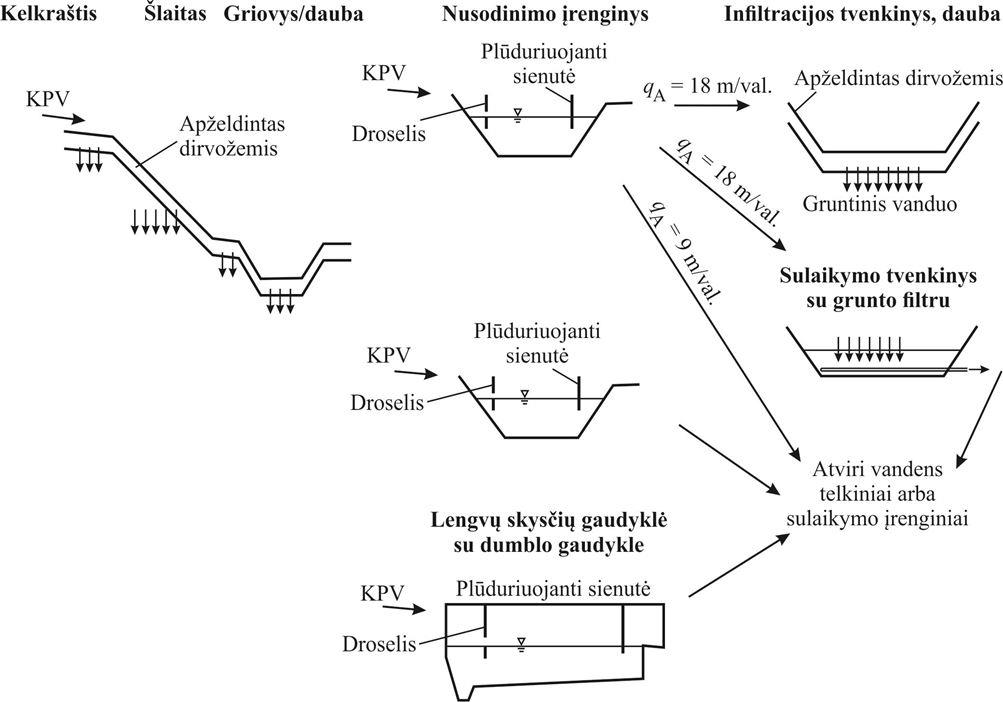 Kelkraštis
Šlaitas
Griovys/dauba
KPV
Apželdintas
dirvožemis
Nusodinimo įrenginys
Plūduriuojanti
sienutė
KPV
Droselis
qA = 18 m/val.
qA = 18 m/val.
qA = 9 m/val.
Infiltracijos tvenkinys, dauba
Apželdintas dirvožemis
Gruntinis vanduo
Sulaikymo tvenkinys
su grunto filtru
Plūduriuojanti
sienutė
KPV
Droselis
Atviri vandens
telkiniai arba
sulaikymo įrenginiai
Lengvų skysčių gaudyklė
su dumblo gaudykle
Plūduriuojanti sienutė
KPV
Droselis